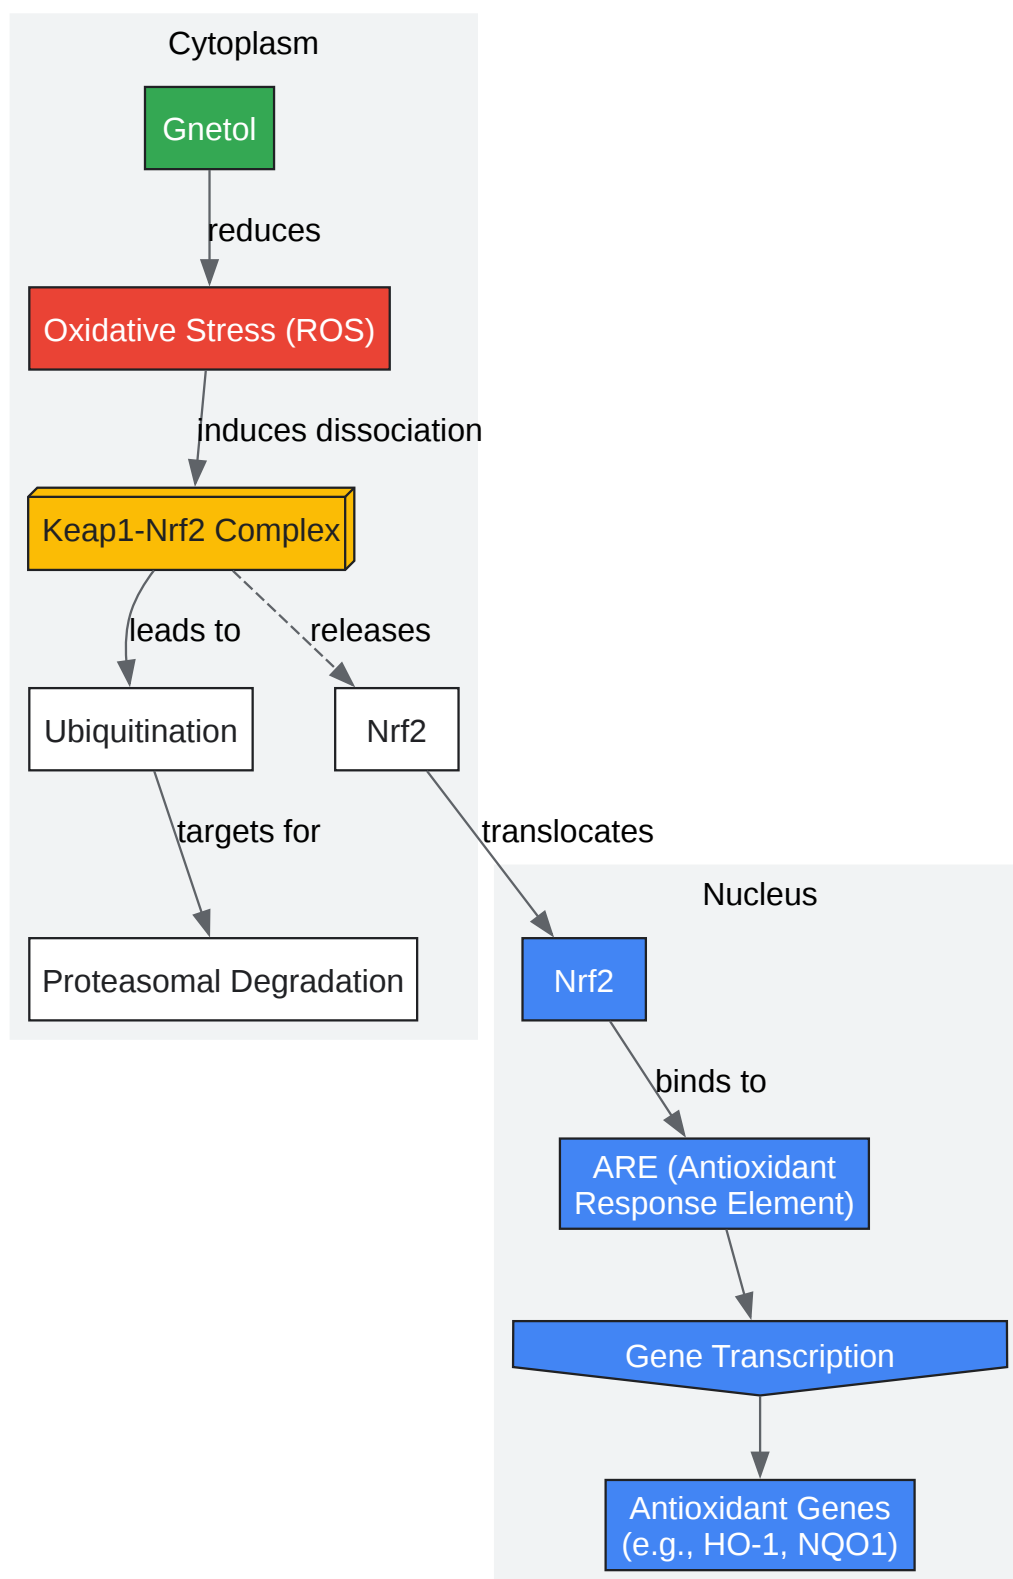 Cytoplasm
Gnetol
reduces
Oxidative Stress (ROS)
induces dissociation
Keap1-Nrf2 Complex
leads to
releases
Ubiquitination
Nrf2
targets for
translocates
Proteasomal Degradation
Nucleus
Nrf2
binds to
ARE (Antioxidant
Response Element)
Gene Transcription
Antioxidant Genes
(e.g., HO-1, NQO1)